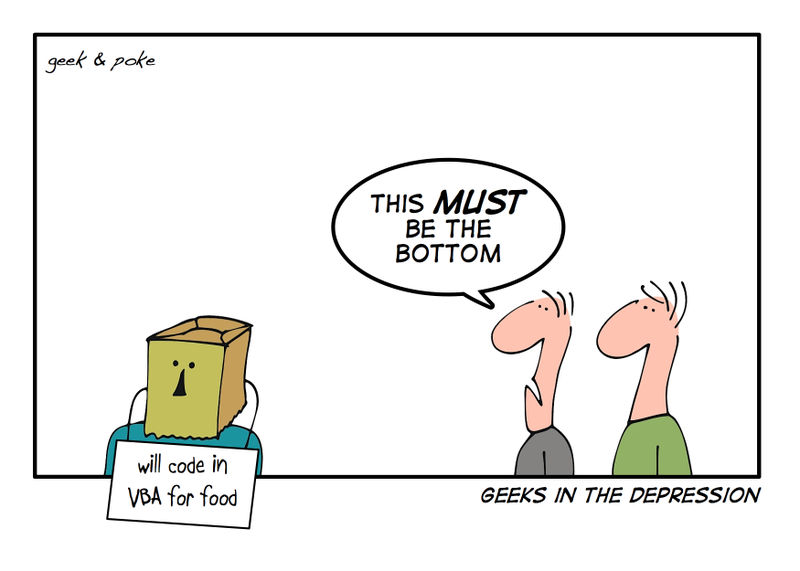 geek & poke
THIS MUST
BE THE
BOTTOM
will code in
VBA for food
GEEKS IN THE DEPRESSION